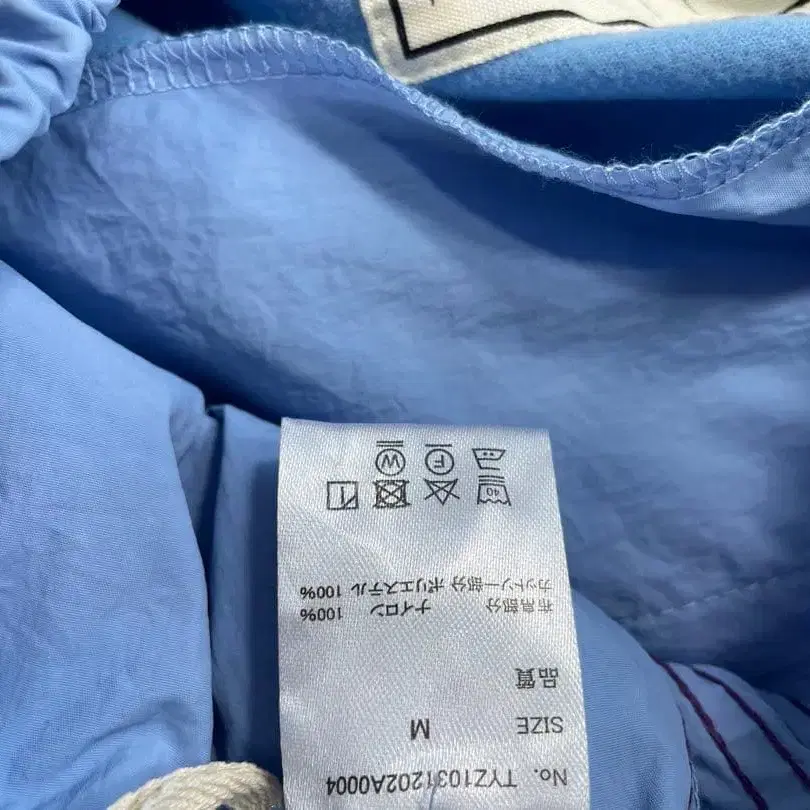 No. TYZ1031202A0004
SIZE M
品質
布帛部分 ナイロン 100%
カットソー部分 ポリエステル 100%
40
F W